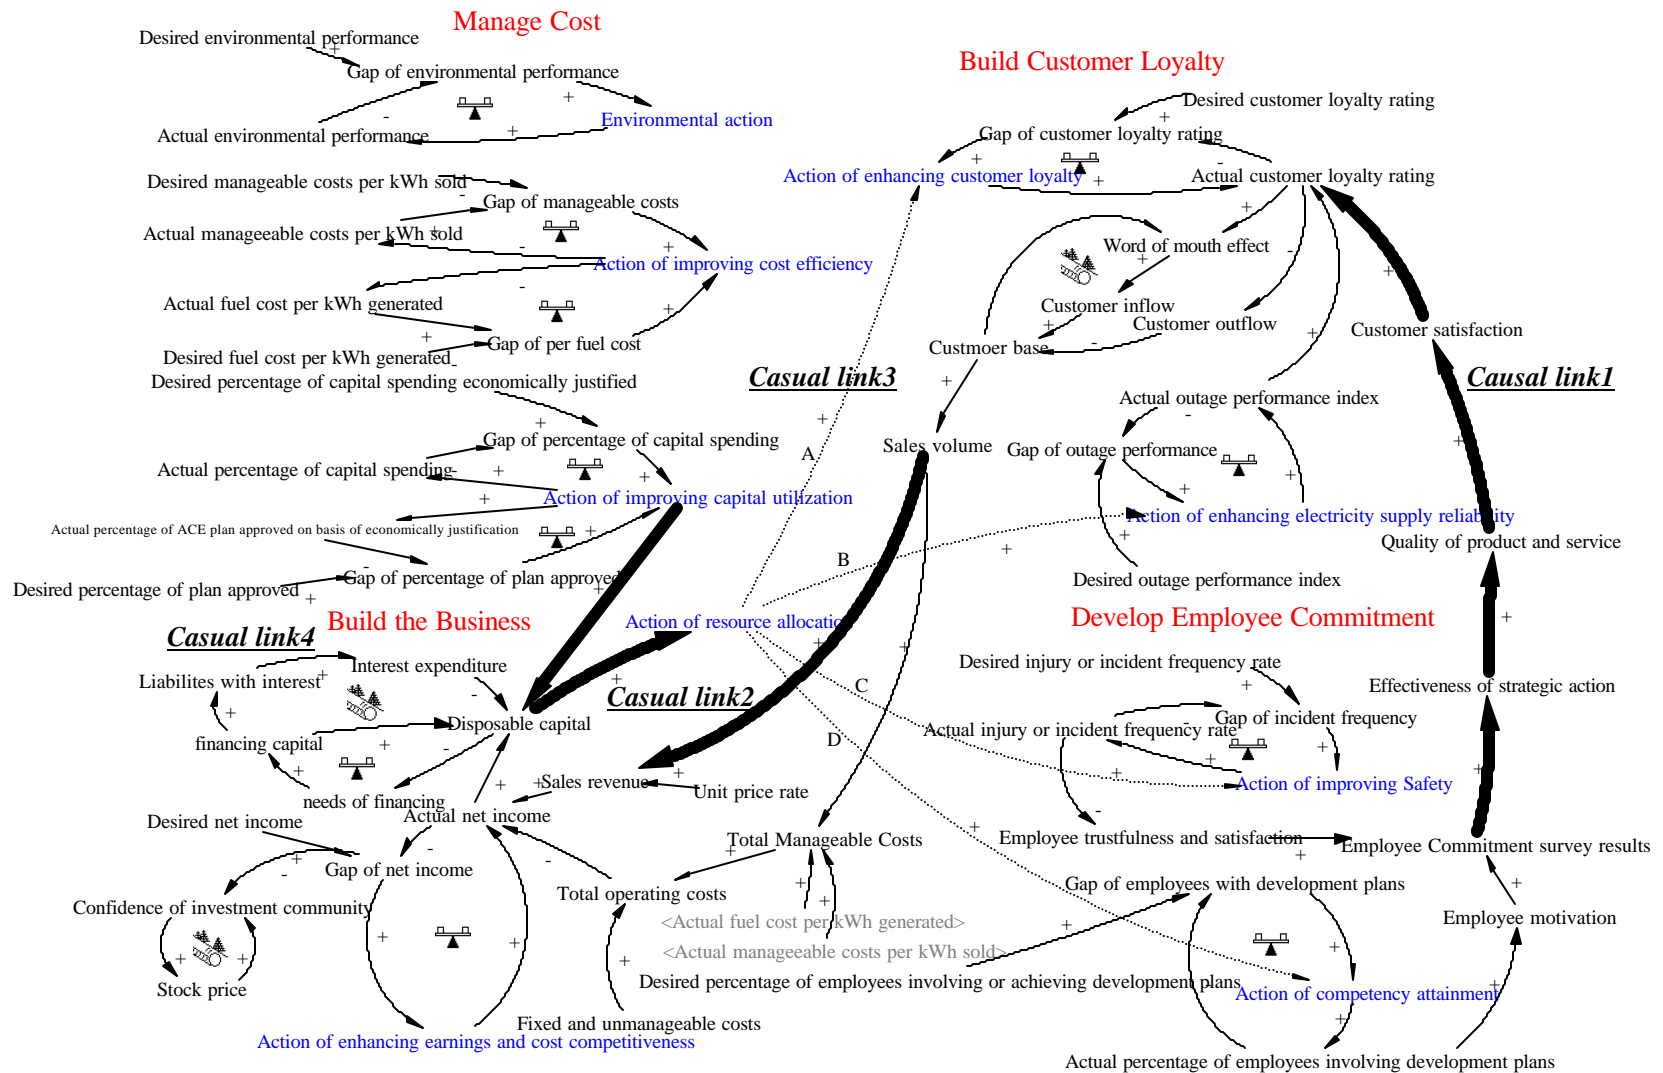 Manage Cost
Desired environmental performance
Gap of environmental performance
Environmental action
Actual environmental performance
Desired manageable costs per kWh sold
Gap of manageable costs
Actual manageeable costs per kWh sold
Action of improving cost efficiency
Actual fuel cost per kWh generated
Gap of per fuel cost
Desired fuel cost per kWh generated
Desired percentage of capital spending economically justified
Gap of percentage of capital spending
Actual percentage of capital spending
Action of improving capital utilization
Actual percentage of ACE plan approved on basis of economically justification
Gap of percentage of plan approved
Desired percentage of plan approved
Build Customer Loyalty
Desired customer loyalty rating
Gap of customer loyalty rating
Action of enhancing customer loyalty
Actual customer loyalty rating
Word of mouth effect
Customer inflow
Customer outflow
Custmoer base
Customer satisfaction
Casual link3
Causal link1
Actual outage performance index
Sales volume
Gap of outage performance
A
Action of enhancing electricity supply reliability
Quality of product and service
B
Desired outage performance index
Build the Business
Casual link4
Action of resource allocation
Interest expenditure
Liabilites with interest
Casual link2
Disposable capital
financing capital
needs of financing
Sales revenue
Unit price rate
Actual net income
Desired net income
Gap of net income
Confidence of investment community
Stock price
Total Manageable Costs
Total operating costs
<Actual fuel cost per kWh generated>
<Actual manageeable costs per kWh sold>
Fixed and unmanageable costs
Action of enhancing earnings and cost competitiveness
Develop Employee Commitment
Desired injury or incident frequency rate
Effectiveness of strategic action
C
Gap of incident frequency
Actual injury or incident frequency rate
D
Action of improving Safety
Employee trustfulness and satisfaction
Employee Commitment survey results
Gap of employees with development plans
Employee motivation
Desired percentage of employees involving or achieving development plans
Action of competency attainment
Actual percentage of employees involving development plans